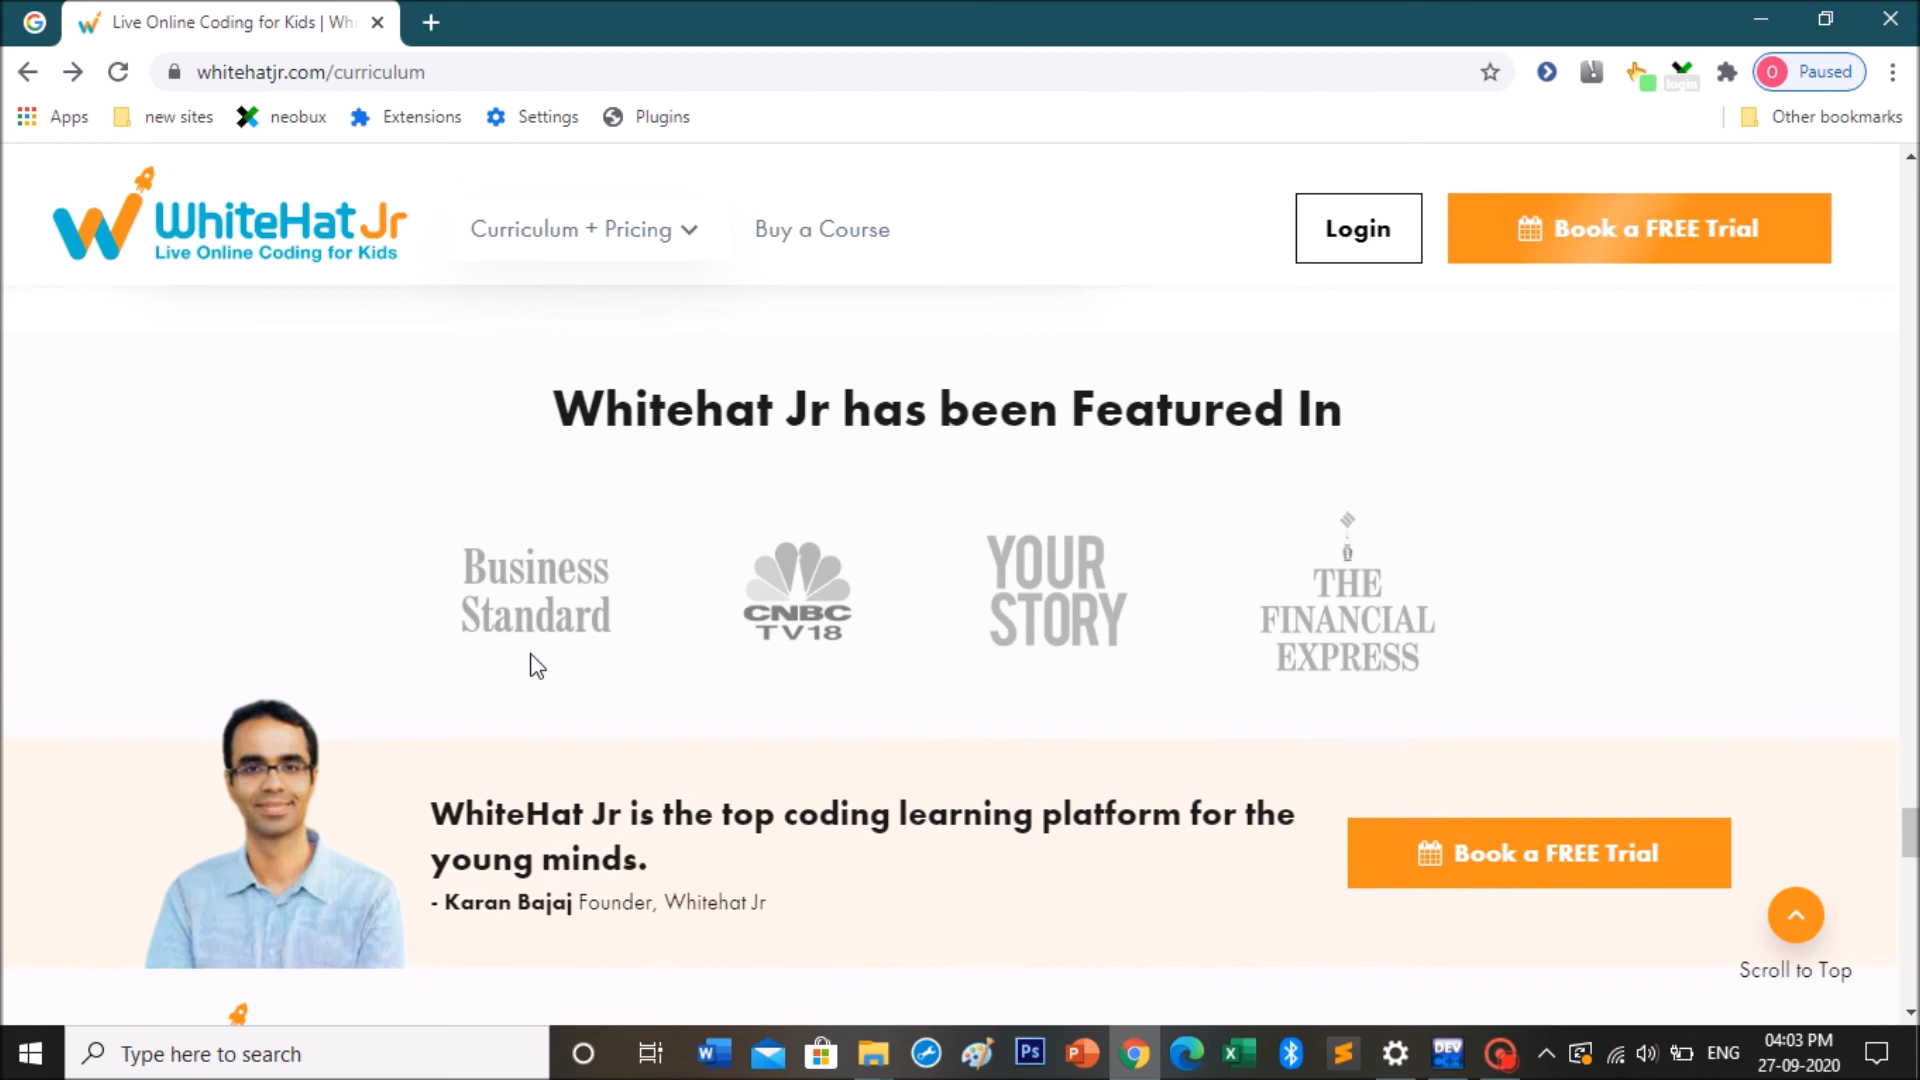 Live Online Coding for Kids | Wh
whitehatjr.com/curriculum
login
O Paused
Apps
new sites
neobux
Extensions
Settings
Plugins
Other bookmarks
WhiteHat Jr
Live Online Coding for Kids
Curriculum + Pricing
Buy a Course
Login
Book a FREE Trial
Whitehat Jr has been Featured In
Business
Standard
CNBC
TV18
YOUR
STORY
THE
FINANCIAL
EXPRESS
WhiteHat Jr is the top coding learning platform for the
young minds.
- Karan Bajaj Founder, Whitehat Jr
Book a FREE Trial
Scroll to Top
Type here to search
Ps
DEV
ENG
04:03 PM
27-09-2020